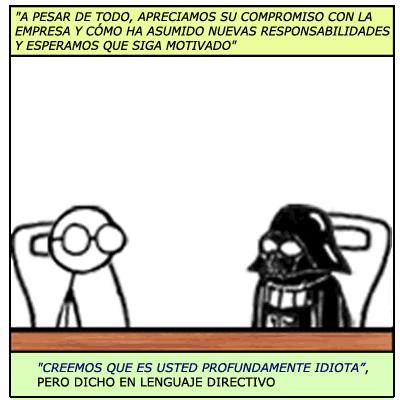 "A PESAR DE TODO, APRECIAMOS SU COMPROMISO CON LA
EMPRESA Y CÓMO HA ASUMIDO NUEVAS RESPONSABILIDADES
Y ESPERAMOS QUE SIGA MOTIVADO"
"CREEMOS QUE ES USTED PROFUNDAMENTE IDIOTA",
PERO DICHO EN LENGUAJE DIRECTIVO